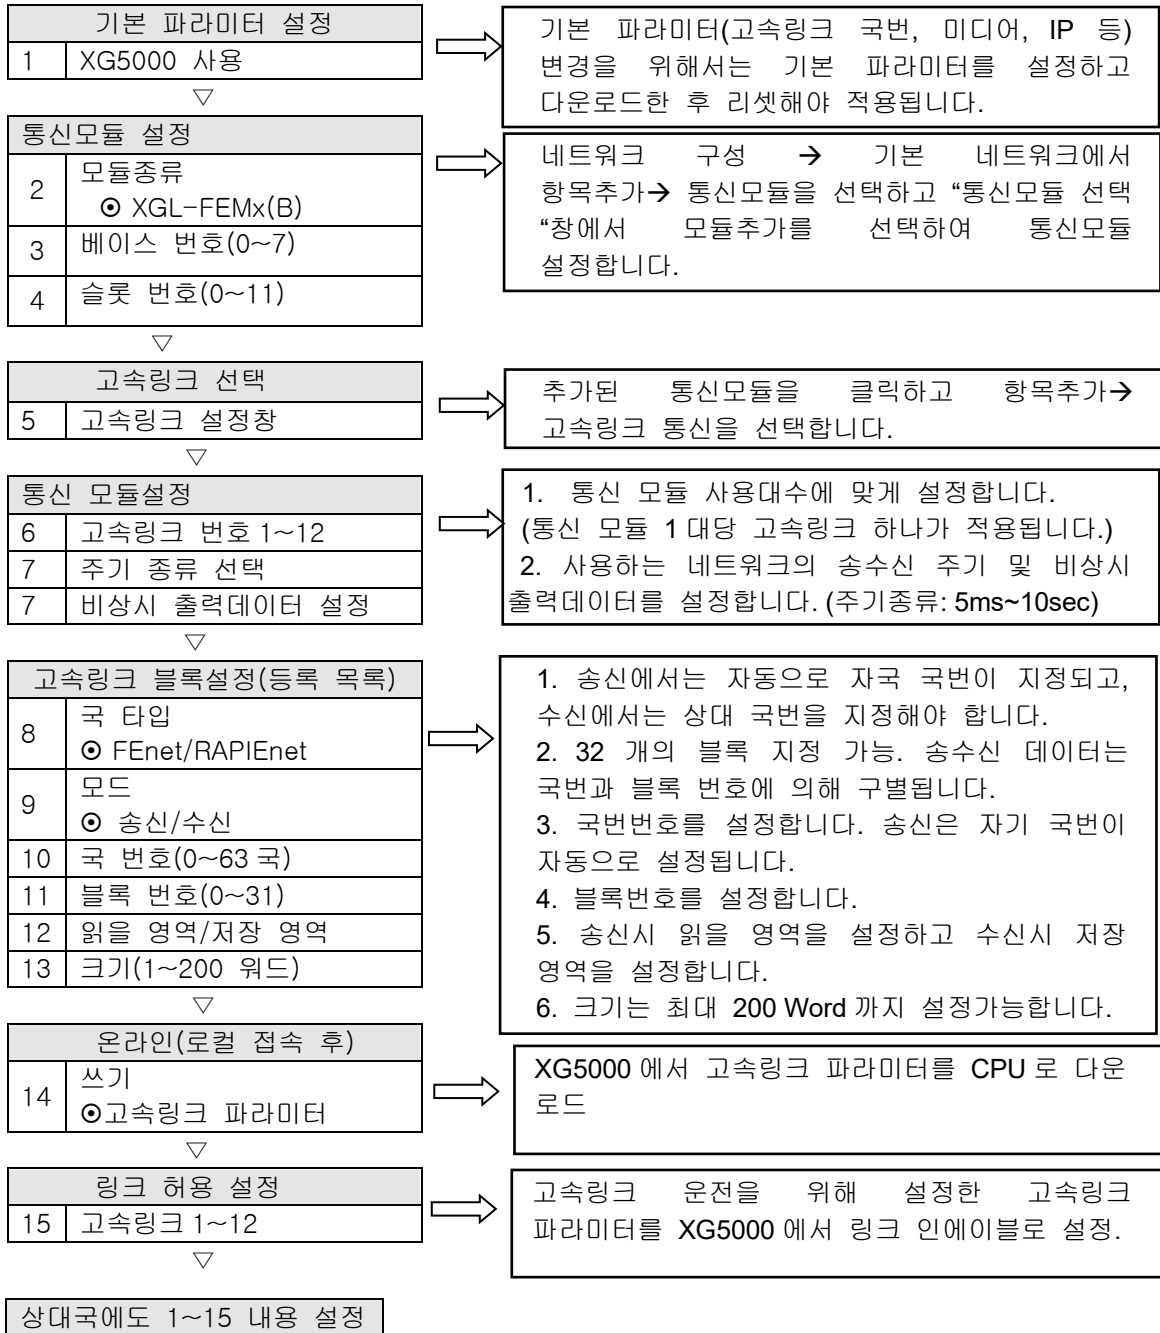 기본 파라미터 설정
1 XG5000 사용
▽
기본 파라미터(고속링크 국번, 미디어, IP 등)
변경을 위해서는 기본 파라미터를 설정하고
다운로드한 후 리셋해야 적용됩니다.
통신모듈 설정
2 모듈종류
⊙ XGL-FEMx(B)
3 베이스 번호(0~7)
4 슬롯 번호(0~11)
▽
네트워크 구성 → 기본 네트워크에서
항목추가→ 통신모듈을 선택하고 “통신모듈 선택
“창에서 모듈추가를 선택하여 통신모듈
설정합니다.
고속링크 선택
5 고속링크 설정창
▽
추가된 통신모듈을 클릭하고 항목추가→
고속링크 통신을 선택합니다.
통신 모듈설정
6 고속링크 번호 1~12
7 주기 종류 선택
7 비상시 출력데이터 설정
▽
1. 통신 모듈 사용대수에 맞게 설정합니다.
(통신 모듈 1 대당 고속링크 하나가 적용됩니다.)
2. 사용하는 네트워크의 송수신 주기 및 비상시
출력데이터를 설정합니다. (주기종류: 5ms~10sec)
고속링크 블록설정(등록 목록)
8 국 타입
⊙ FEnet/RAPIEnet
9 모드
⊙ 송신/수신
10 국 번호(0~63 국)
11 블록 번호(0~31)
12 읽을 영역/저장 영역
13 크기(1~200 워드)
▽
1. 송신에서는 자동으로 자국 국번이 지정되고,
수신에서는 상대 국번을 지정해야 합니다.
2. 32 개의 블록 지정 가능. 송수신 데이터는
국번과 블록 번호에 의해 구별됩니다.
3. 국번번호를 설정합니다. 송신은 자기 국번이
자동으로 설정됩니다.
4. 블록번호를 설정합니다.
5. 송신시 읽을 영역을 설정하고 수신시 저장
영역을 설정합니다.
6. 크기는 최대 200 Word 까지 설정가능합니다.
온라인(로컬 접속 후)
14 쓰기
⊙고속링크 파라미터
▽
XG5000 에서 고속링크 파라미터를 CPU 로 다운
로드
링크 허용 설정
15 고속링크 1~12
▽
고속링크 운전을 위해 설정한 고속링크
파라미터를 XG5000 에서 링크 인에이블로 설정.
상대국에도 1~15 내용 설정